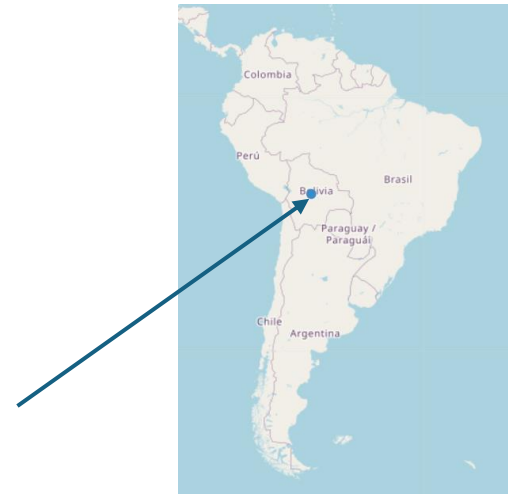 Colombia
Perú
Bolivia
Brasil
Paraguay /
Paraguái
Chile
Argentina